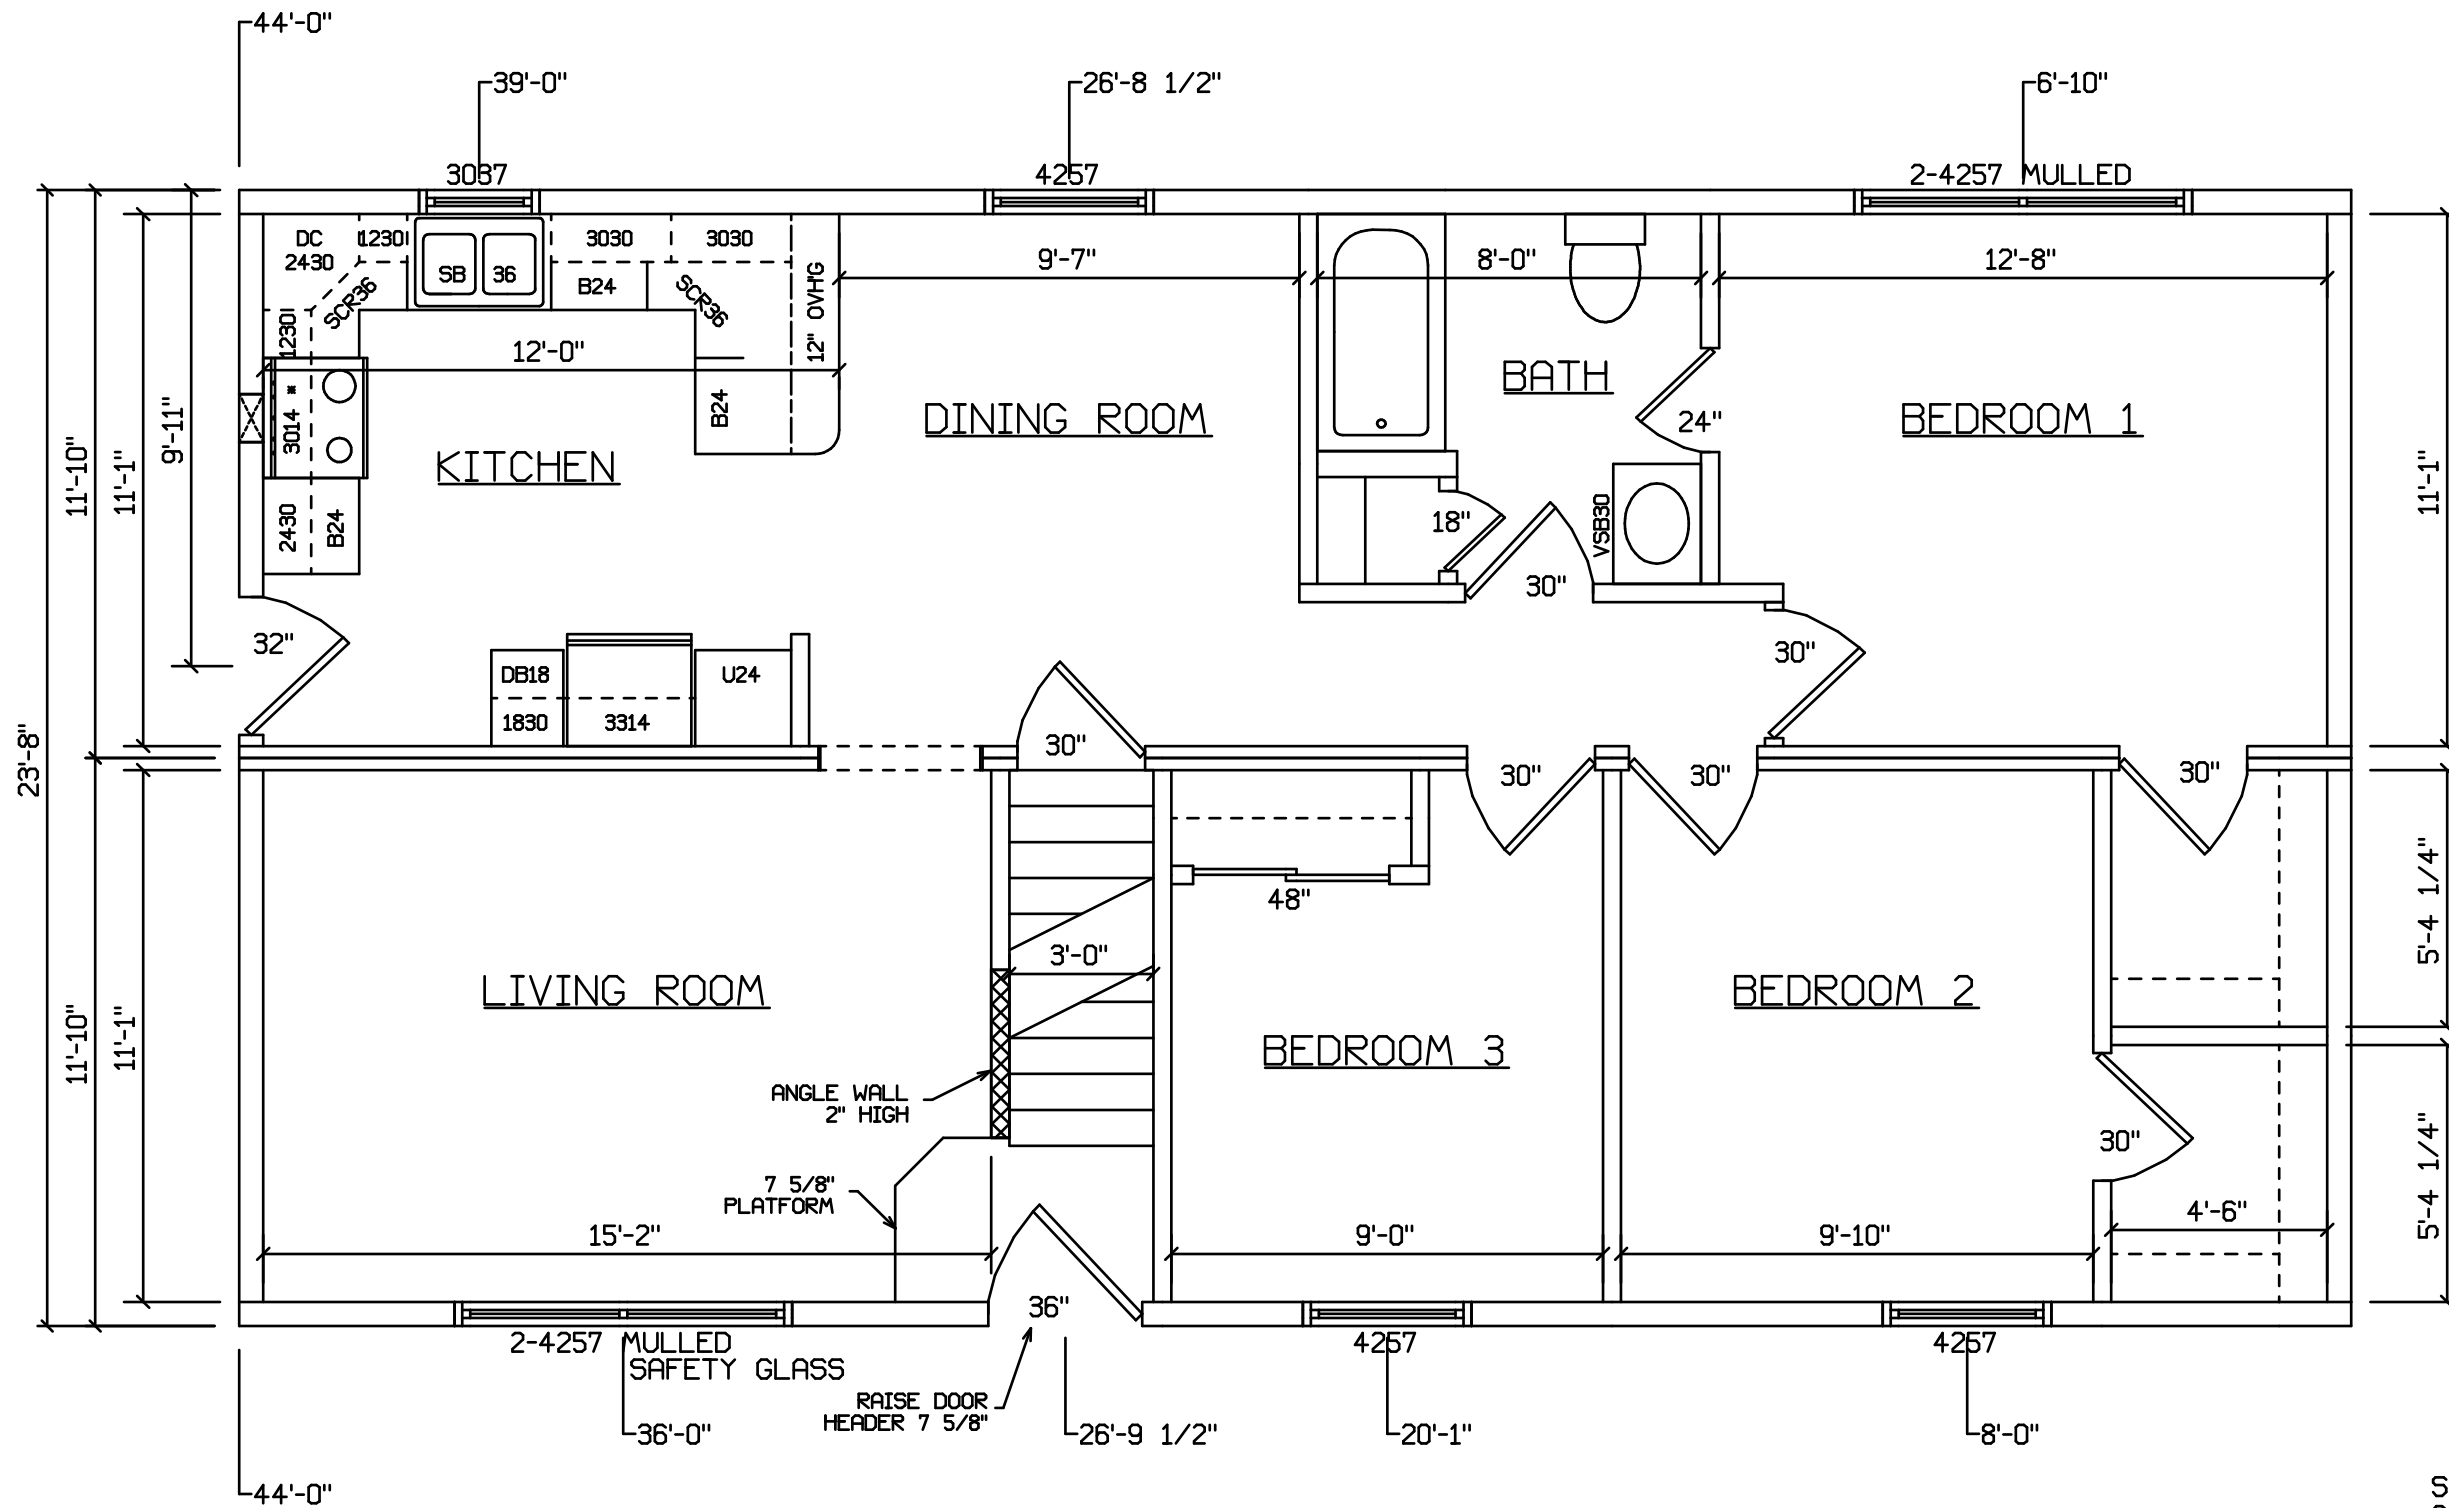 44'-0"
39'-0"
26'-8 1/2"
6'-10"
3037
4257
2-4257 MULLED
DC
2430
1230
SB 36
3030
3030
B24
SCR36
SCR36
1230
12" OVH'G
9'-7"
8'-0"
12'-8"
12'-0"
3014 *
B24
BATH
24"
DINING ROOM
BEDROOM 1
KITCHEN
9'-11"
11'-10"
11'-1"
11'-1"
2430
B24
18"
VSB30
30"
32"
30"
DB18
U24
1830
3314
30"
23'-8"
30"
30"
30"
48"
5'-4 1/4"
3'-0"
LIVING ROOM
BEDROOM 2
BEDROOM 3
11'-10"
11'-1"
ANGLE WALL
2" HIGH
30"
5'-4 1/4"
7 5/8"
PLATFORM
4'-6"
15'-2"
9'-0"
9'-10"
36"
2-4257 MULLED
SAFETY GLASS
4257
4257
RAISE DOOR
HEADER 7 5/8"
36'-0"
26'-9 1/2"
20'-1"
8'-0"
44'-0"
S